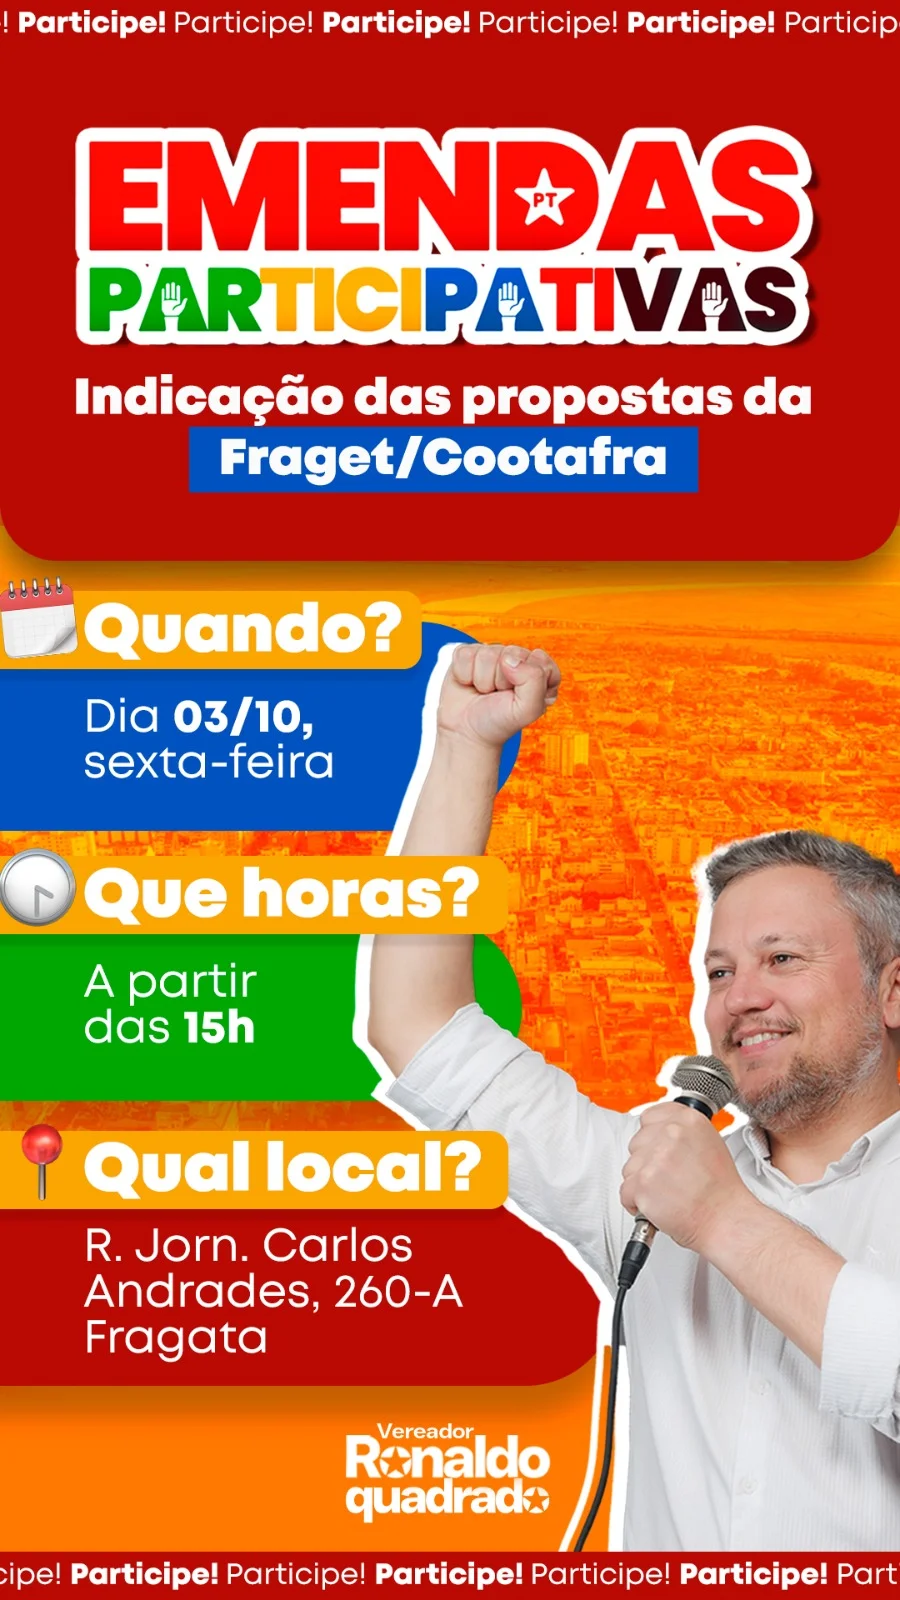 ! Participe! Participe! Participe! Participe! Participe! Particip
EMENDAS
PT
PARTICIPATIVAS
Indicação das propostas da
Fraget/Cootafra
Quando?
Dia 03/10,
sexta-feira
Que horas?
A partir
das 15h
Qual local?
R. Jorn. Carlos
Andrades, 260-A
Fragata
Vereador
Ronaldo
quadrado
cipe! Participe! Participe! Participe! Participe! Participe! Part